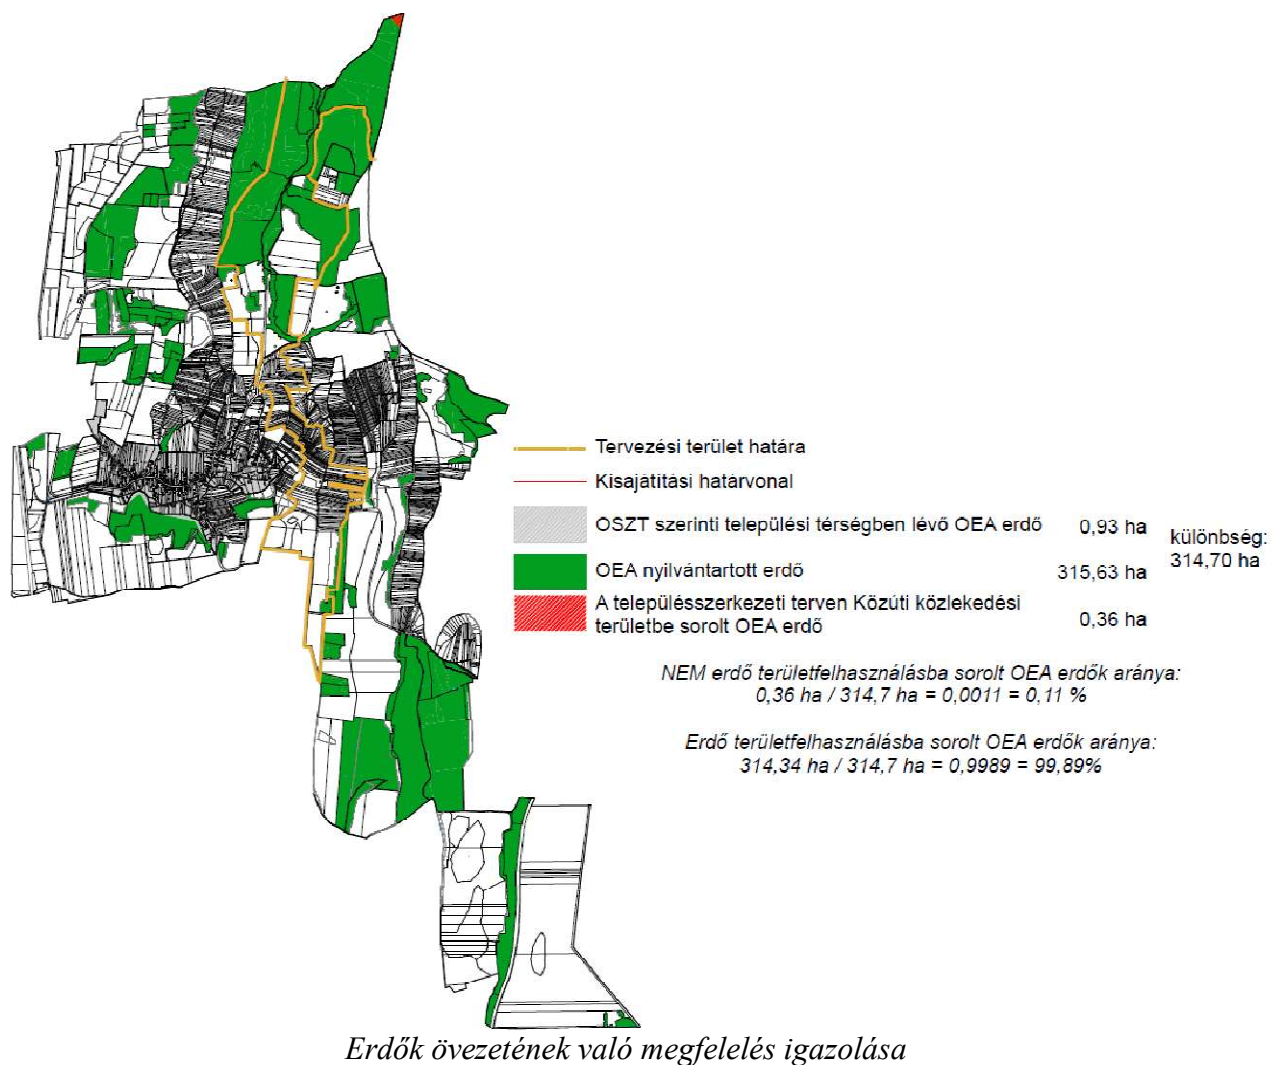 Tervezési terület határa
Kisajátítási határvonal
OSZT szerinti települési térségben lévő OEA erdő 0,93 ha
OEA nyilvántartott erdő 315,63 ha
különbség:
314,70 ha
A településszerkezeti terven Közúti közlekedési
területbe sorolt OEA erdő 0,36 ha
NEM erdő területfelhasználásba sorolt OEA erdők aránya:
0,36 ha / 314,7 ha = 0,0011 = 0,11 %
Erdő területfelhasználásba sorolt OEA erdők aránya:
314,34 ha / 314,7 ha = 0,9989 = 99,89%
Erdők övezetének való megfelelés igazolása